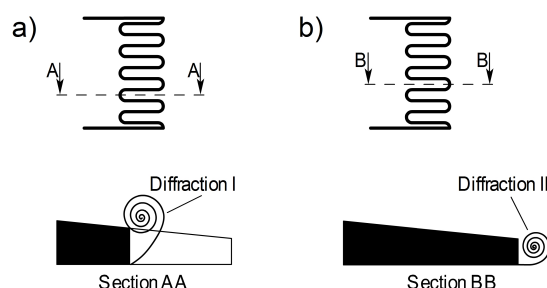 a)
A A
Diffraction I
Section AA
b)
B B
Diffraction II
Section BB